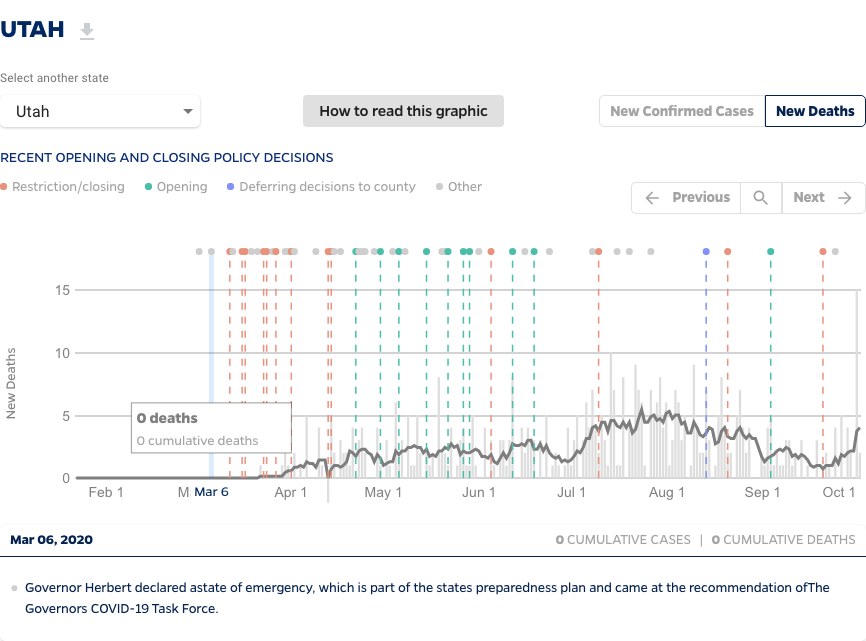 UTAH
Select another state
Utah
How to read this graphic
New Confirmed Cases
New Deaths
RECENT OPENING AND CLOSING POLICY DECISIONS
Restriction/closing
Opening
Deferring decisions to county
Other
Previous
Next
15
10
5
0
New Deaths
0 deaths
0 cumulative deaths
Feb 1
M
Mar 6
Apr 1
May 1
Jun 1
Jul 1
Aug 1
Sep 1
Oct 1
Mar 06, 2020
0 CUMULATIVE CASES | 0 CUMULATIVE DEATHS
Governor Herbert declared astate of emergency, which is part of the states preparedness plan and came at the recommendation ofThe
Governors COVID-19 Task Force.